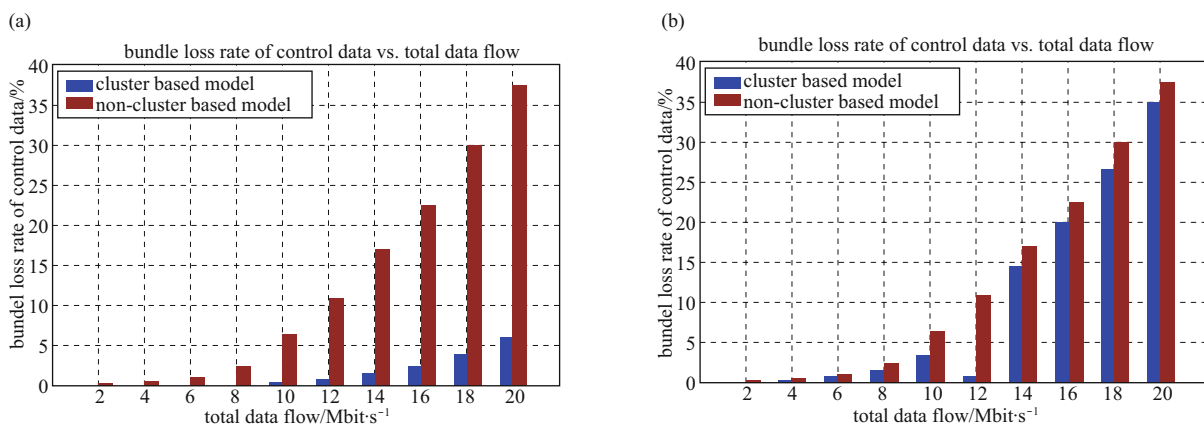 (a)
bundle loss rate of control data vs. total data flow
bundel loss rate of control data/%
40
35
30
25
20
15
10
5
0
cluster based model
non-cluster based model
2 4 6 8 10 12 14 16 18 20
total data flow/Mbit·s⁻¹
(b)
bundle loss rate of control data vs. total data flow
bundel loss rate of control data/%
40
35
30
25
20
15
10
5
0
cluster based model
non-cluster based model
2 4 6 8 10 12 14 16 18 20
total data flow/Mbit·s⁻¹